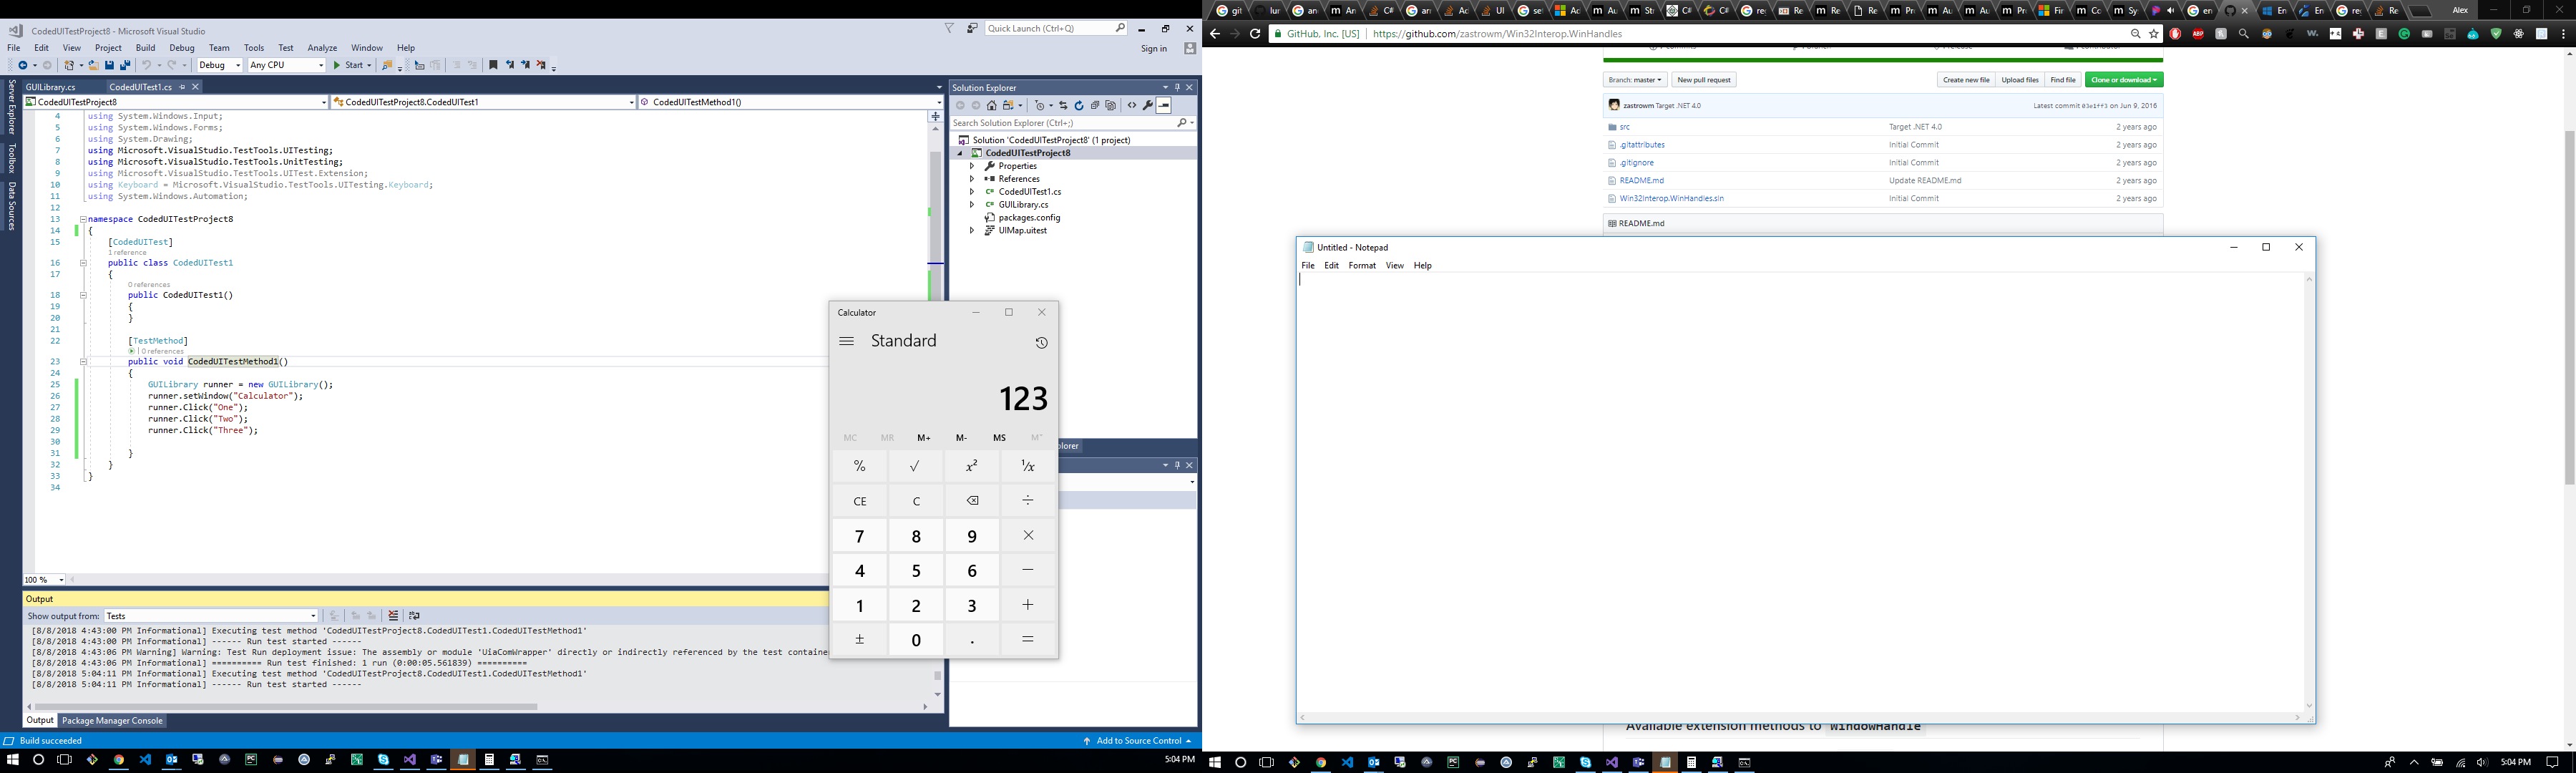 CodedUITestProject8 - Microsoft Visual Studio
Quick Launch (Ctrl+Q)
File Edit View Project Build Debug Team Tools Test Analyze Window Help
Sign in
Debug Any CPU Start
Server Explorer
Toolbox
Data Sources
GUILibrary.cs CodedUITest1.cs
CodedUITestProject8 CodedUITestProject8.CodedUITest1 CodedUITestMethod1()
4 using System.Windows.Input;
5 using System.Windows.Forms;
6 using System.Drawing;
7 using Microsoft.VisualStudio.TestTools.UITesting;
8 using Microsoft.VisualStudio.TestTools.UnitTesting;
9 using Microsoft.VisualStudio.TestTools.UITest.Extension;
10 using Keyboard = Microsoft.VisualStudio.TestTools.UITesting.Keyboard;
11 using System.Windows.Automation;
12
13 namespace CodedUITestProject8
14 {
15 [CodedUITest]
1 reference
16 public class CodedUITest1
17 {
0 references
18 public CodedUITest1()
19 {
20 }
21
22 [TestMethod]
0 references
23 public void CodedUITestMethod1()
24 {
25 GUILibrary runner = new GUILibrary();
26 runner.setWindow("Calculator");
27 runner.Click("One");
28 runner.Click("Two");
29 runner.Click("Three");
30
31 }
32 }
33 }
34
100 %
Output
Show output from: Tests
[8/8/2018 4:43:00 PM Informational] Executing test method 'CodedUITestProject8.CodedUITest1.CodedUITestMethod1'
[8/8/2018 4:43:00 PM Informational] ------ Run test started ------
[8/8/2018 4:43:06 PM Warning] Warning: Test Run deployment issue: The assembly or module 'UiaComWrapper' directly or indirectly referenced by the test containe
[8/8/2018 4:43:06 PM Informational] ========== Run test finished: 1 run (0:00:05.561839) ==========
[8/8/2018 5:04:11 PM Informational] Executing test method 'CodedUITestProject8.CodedUITest1.CodedUITestMethod1'
[8/8/2018 5:04:11 PM Informational] ------ Run test started ------
Output Package Manager Console
Build succeeded
Add to Source Control
5:04 PM
Solution Explorer
Search Solution Explorer (Ctrl+;)
Solution 'CodedUITestProject8' (1 project)
CodedUITestProject8
Properties
References
CodedUITest1.cs
GUILibrary.cs
packages.config
UIMap.uitest
plorer
Calculator
Standard
123
MC MR M+ M- MS M˅
% √ x² ¹/x
CE C ÷
7 8 9 ×
4 5 6 −
1 2 3 +
± 0 . =
Alex
GitHub, Inc. [US] https://github.com/zastrowm/Win32Interop.WinHandles
Branch: master New pull request Create new file Upload files Find file Clone or download
zastrowm Target .NET 4.0 Latest commit 03e1ff3 on Jun 9, 2016
src Target .NET 4.0 2 years ago
.gitattributes Initial Commit 2 years ago
.gitignore Initial Commit 2 years ago
README.md Update README.md 2 years ago
Win32Interop.WinHandles.sln Initial Commit 2 years ago
README.md
Untitled - Notepad
File Edit Format View Help
Available extension methods to WindowHandle
5:04 PM